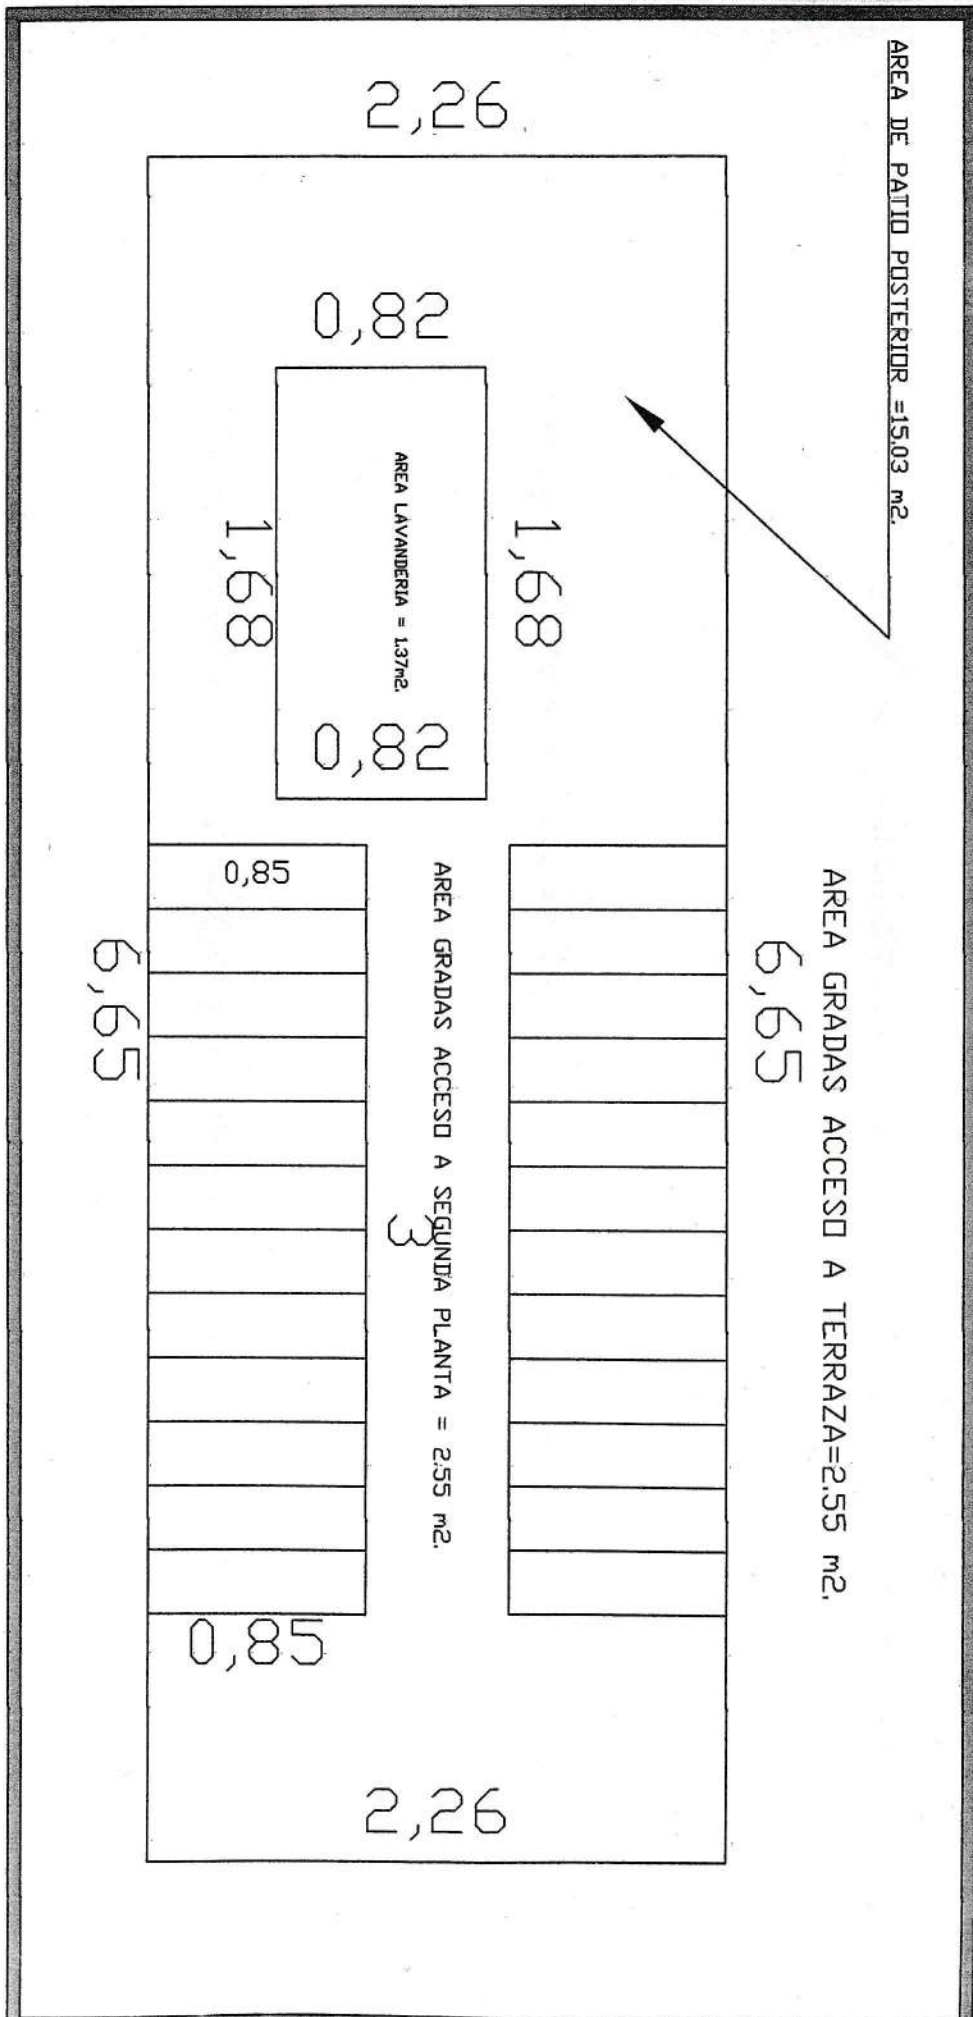 AREA DE PATIO POSTERIOR =15.03 m2.
AREA GRADAS ACCESO A TERRAZA=2.55 m2.
6,65
2,26
0,82
1,68
AREA LAVANDERIA = 1.37m2.
0,82
1,68
AREA GRADAS ACCESO A SEGUNDA PLANTA = 2.55 m2.
3
0,85
0,85
2,26
6,65